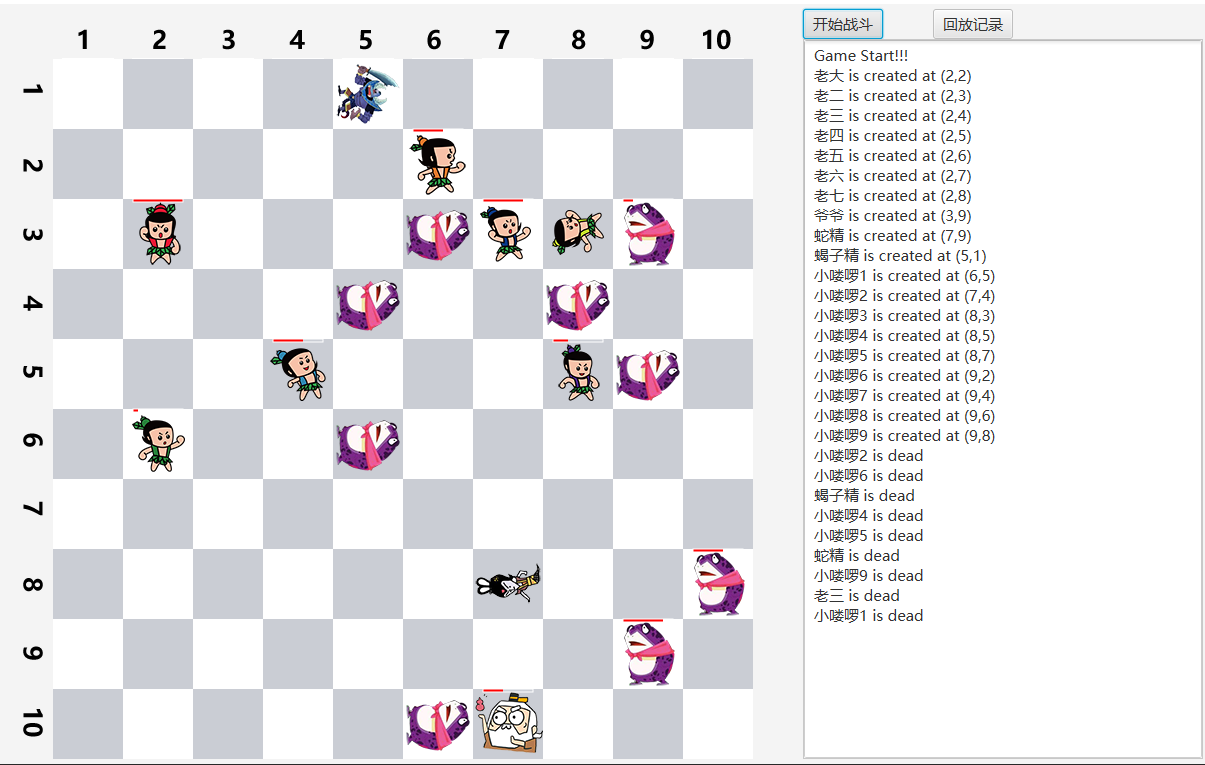 1 2 3 4 5 6 7 8 9 10
1
2
3
4
5
6
7
8
9
10
开始战斗 回放记录
Game Start!!!
老大 is created at (2,2)
老二 is created at (2,3)
老三 is created at (2,4)
老四 is created at (2,5)
老五 is created at (2,6)
老六 is created at (2,7)
老七 is created at (2,8)
爷爷 is created at (3,9)
蛇精 is created at (7,9)
蝎子精 is created at (5,1)
小喽啰1 is created at (6,5)
小喽啰2 is created at (7,4)
小喽啰3 is created at (8,3)
小喽啰4 is created at (8,5)
小喽啰5 is created at (8,7)
小喽啰6 is created at (9,2)
小喽啰7 is created at (9,4)
小喽啰8 is created at (9,6)
小喽啰9 is created at (9,8)
小喽啰2 is dead
小喽啰6 is dead
蝎子精 is dead
小喽啰4 is dead
小喽啰5 is dead
蛇精 is dead
小喽啰9 is dead
老三 is dead
小喽啰1 is dead